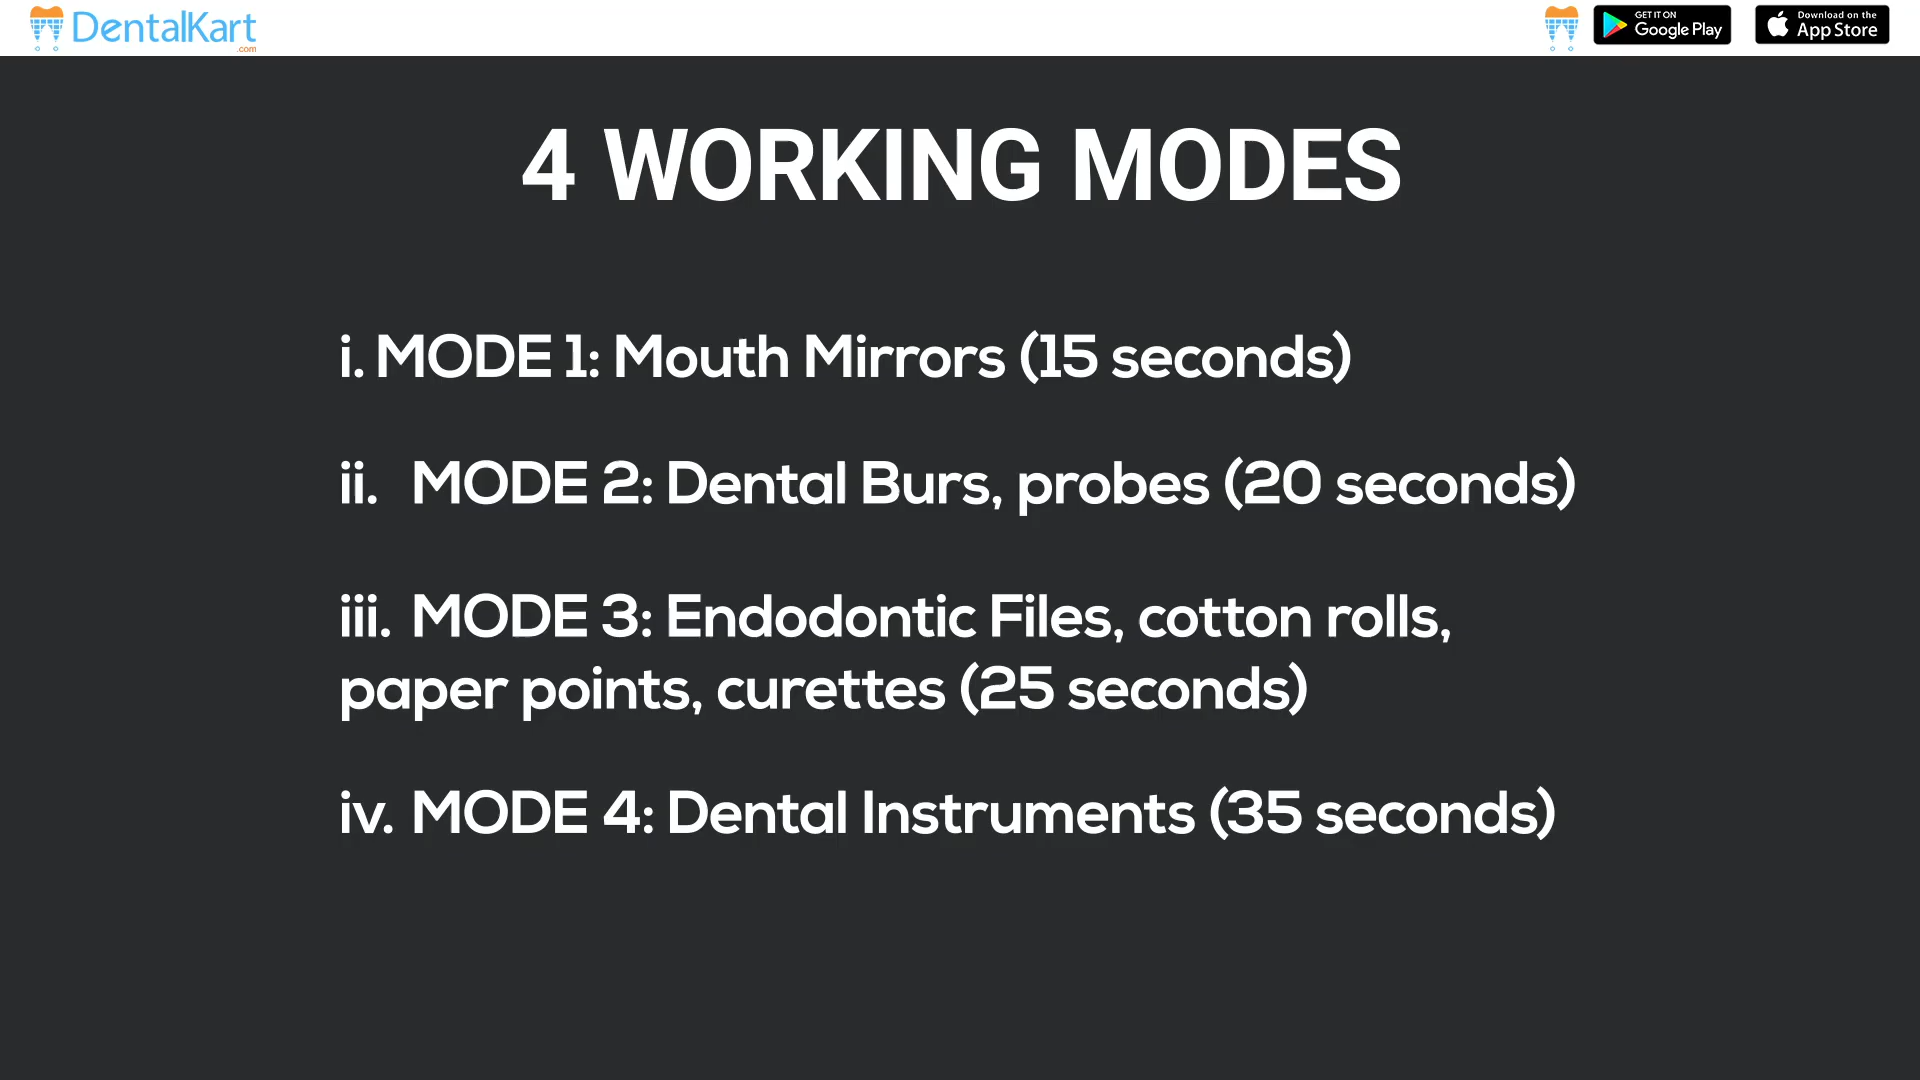 DentalKart
.com
GET IT ON
Google Play
Download on the
App Store
4 WORKING MODES
i. MODE 1: Mouth Mirrors (15 seconds)
ii. MODE 2: Dental Burs, probes (20 seconds)
iii. MODE 3: Endodontic Files, cotton rolls,
paper points, curettes (25 seconds)
iv. MODE 4: Dental Instruments (35 seconds)